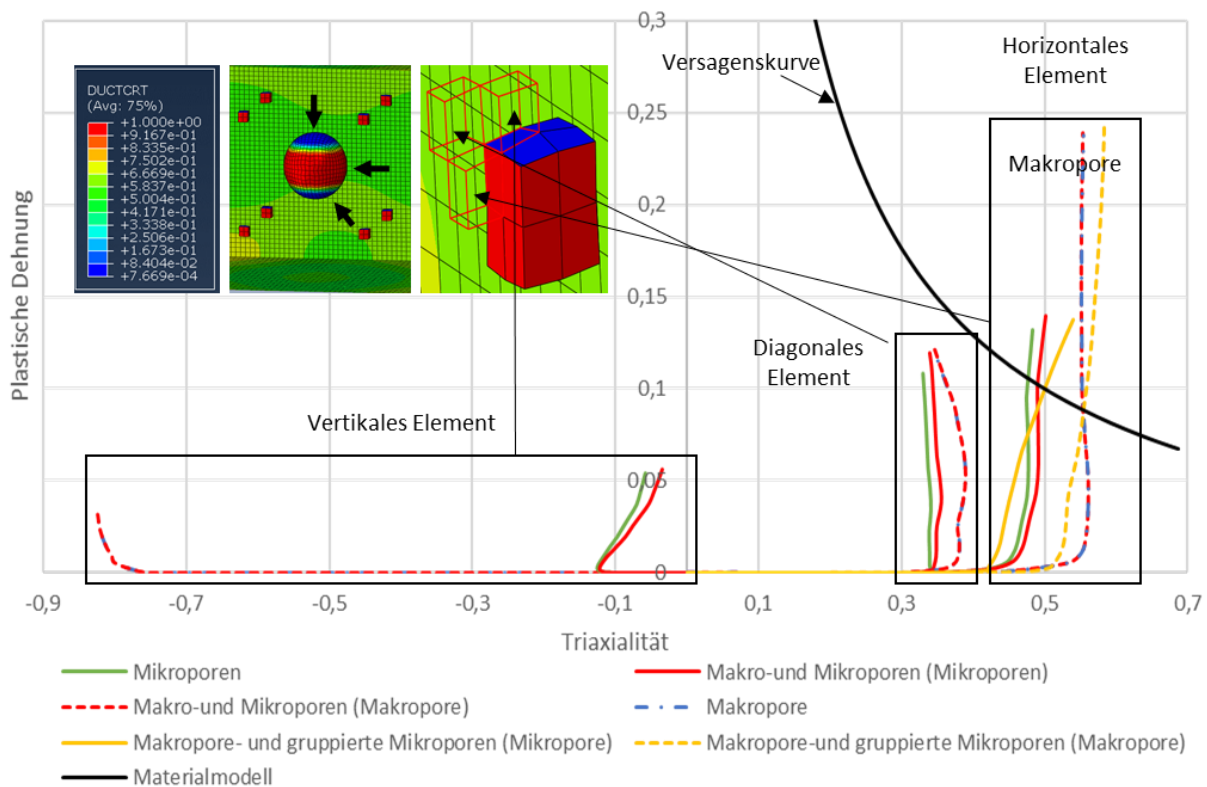 0,3
0,25
0,2
0,15
0,1
0,05
0
Plastische Dehnung
DUCTCRT
(Avg: 75%)
+1.000e+00
+9.167e-01
+8.335e-01
+7.502e-01
+6.669e-01
+5.837e-01
+5.004e-01
+4.171e-01
+3.338e-01
+2.506e-01
+1.673e-01
+8.404e-02
+7.669e-04
Versagenskurve
Horizontales
Element
Makropore
Diagonales
Element
Vertikales Element
-0,9 -0,7 -0,5 -0,3 -0,1 0,1 0,3 0,5 0,7
Triaxialität
Mikroporen
Makro-und Mikroporen (Mikroporen)
Makro-und Mikroporen (Makropore)
Makropore
Makropore- und gruppierte Mikroporen (Mikropore)
Makropore-und gruppierte Mikroporen (Makropore)
Materialmodell